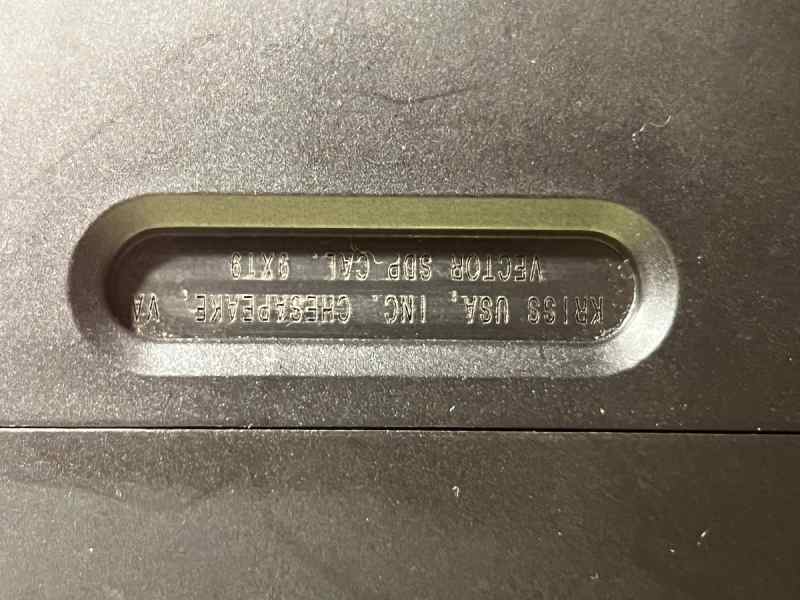 KRISS USA, INC. CHESAPEAKE, VA
VECTOR SDP CAL. 9X19